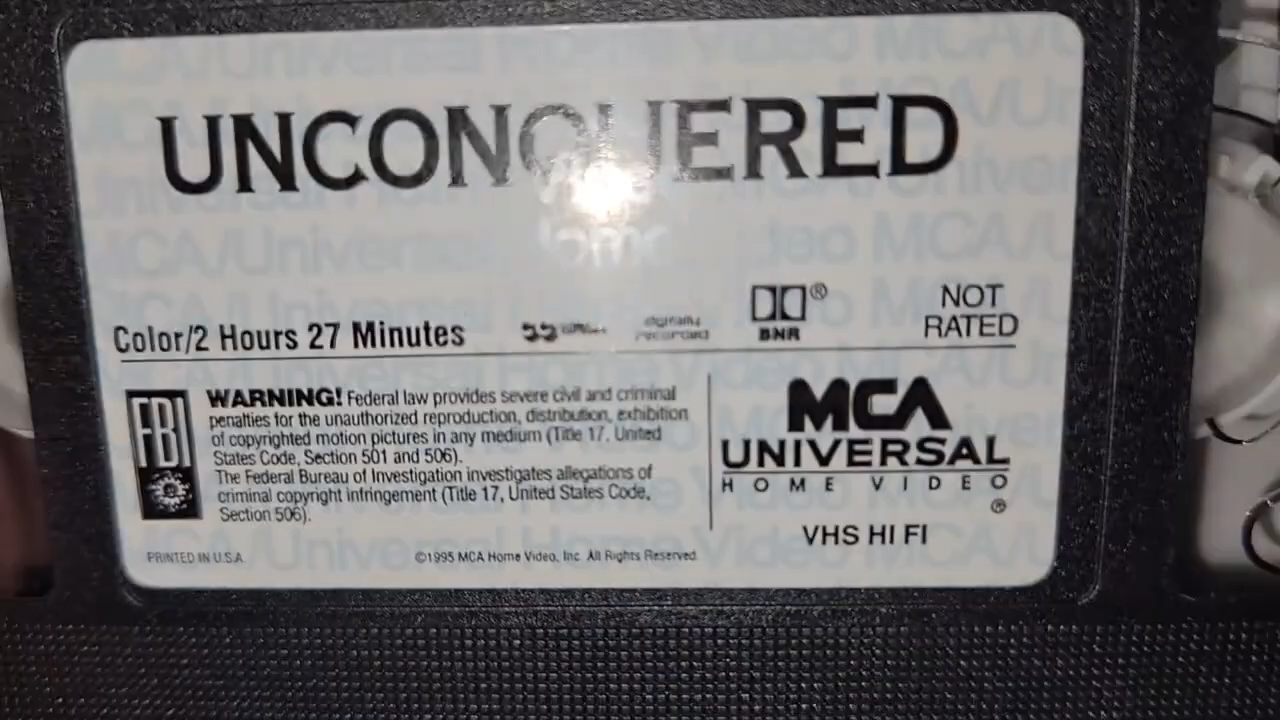 UNCONQUERED
Color/2 Hours 27 Minutes
digitally
recorded
BNR
NOT
RATED
FBI
WARNING! Federal law provides severe civil and criminal
penalties for the unauthorized reproduction, distribution, exhibition
of copyrighted motion pictures in any medium (Title 17, United
States Code, Section 501 and 506).
The Federal Bureau of Investigation investigates allegations of
criminal copyright infringement (Title 17, United States Code,
Section 506).
MCA
UNIVERSAL
HOME VIDEO
®
VHS HI FI
PRINTED IN U.S.A.
©1995 MCA Home Video, Inc. All Rights Reserved.